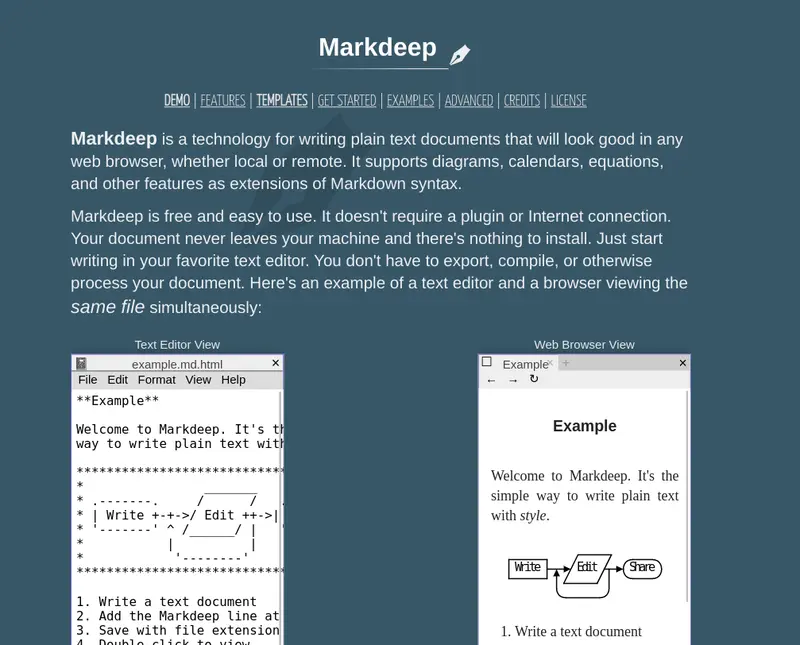 Markdeep
DEMO | FEATURES | TEMPLATES | GET STARTED | EXAMPLES | ADVANCED | CREDITS | LICENSE
Markdeep is a technology for writing plain text documents that will look good in any
web browser, whether local or remote. It supports diagrams, calendars, equations,
and other features as extensions of Markdown syntax.
Markdeep is free and easy to use. It doesn't require a plugin or Internet connection.
Your document never leaves your machine and there's nothing to install. Just start
writing in your favorite text editor. You don't have to export, compile, or otherwise
process your document. Here's an example of a text editor and a browser viewing the
same file simultaneously:
Text Editor View
example.md.html ×
File Edit Format View Help
**Example**
Welcome to Markdeep. It's th
way to write plain text with
****************************
*                _______
* .-------.     /      /   .
* | Write +-+->/ Edit ++->|
* '-------' ^ /______/ |   '
*           |          |
*            '--------'
****************************
1. Write a text document
2. Add the Markdeep line at
3. Save with file extension
4. Double click to view
Web Browser View
Example × + ×
← → ↻
Example
Welcome to Markdeep. It's the
simple way to write plain text
with style.
Write Edit Share
1. Write a text document